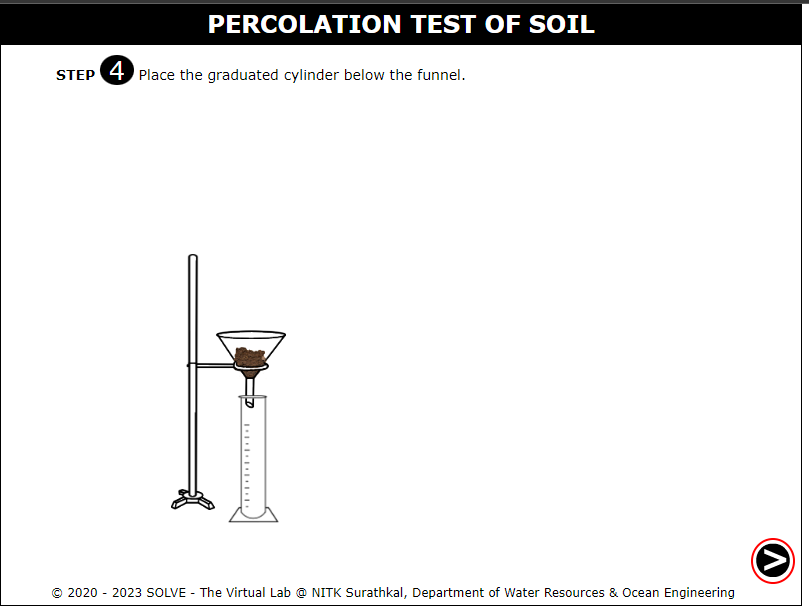 PERCOLATION TEST OF SOIL
STEP 4 Place the graduated cylinder below the funnel.
© 2020 - 2023 SOLVE - The Virtual Lab @ NITK Surathkal, Department of Water Resources & Ocean Engineering